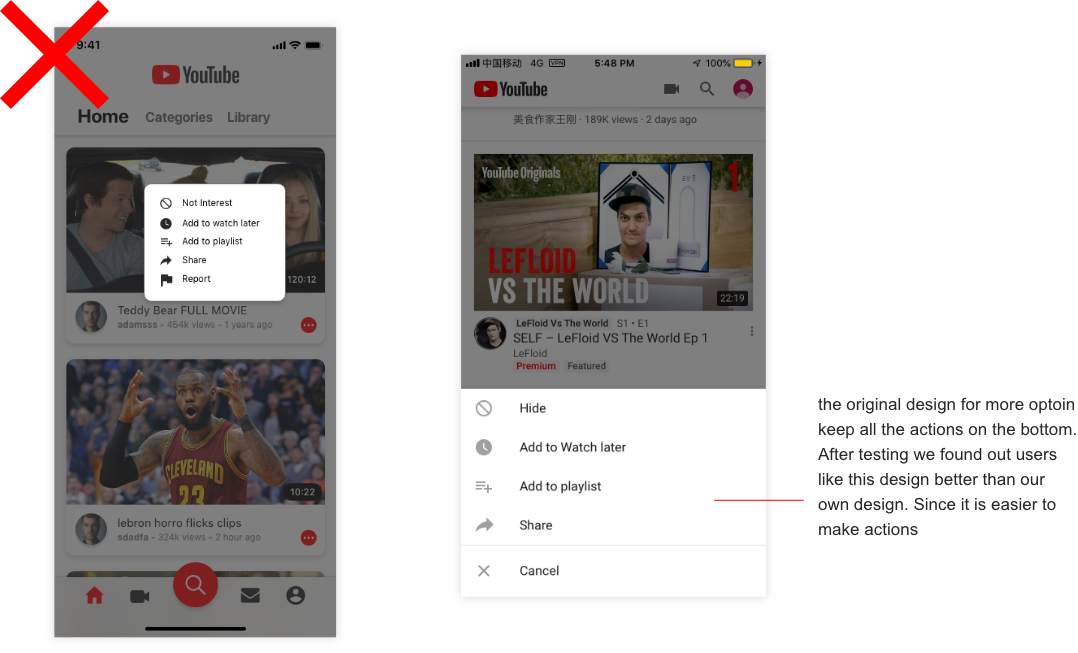 9:41
YouTube
Home Categories Library
Not Interest
Add to watch later
Add to playlist
Share
Report
120:12
Teddy Bear FULL MOVIE
adamsss - 454k views - 1 years ago
CLEVELAND
23
10:22
lebron horro flicks clips
sdadfa - 324k views - 2 hour ago
中国移动 4G VPN 5:48 PM 100%
YouTube
美食作家王刚 · 189K views · 2 days ago
YouTube Originals
1
LEFLOID
VS THE WORLD
22:19
LeFloid Vs The World S1 • E1
SELF – LeFloid VS The World Ep 1
LeFloid
Premium Featured
Hide
Add to Watch later
Add to playlist
Share
Cancel
the original design for more optoin
keep all the actions on the bottom.
After testing we found out users
like this design better than our
own design. Since it is easier to
make actions